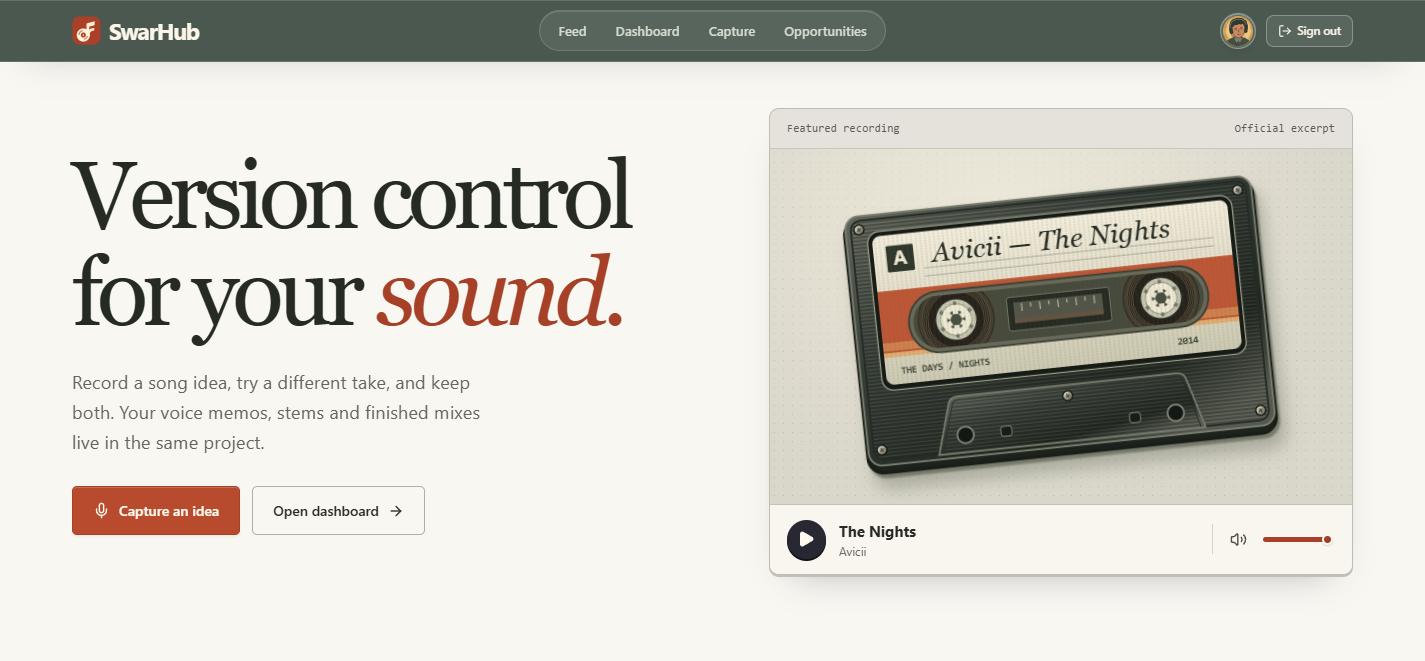 SwarHub
Feed
Dashboard
Capture
Opportunities
Sign out
Version control
for your sound.
Record a song idea, try a different take, and keep
both. Your voice memos, stems and finished mixes
live in the same project.
Capture an idea
Open dashboard
Featured recording
Official excerpt
A
Avicii — The Nights
THE DAYS / NIGHTS
2014
The Nights
Avicii